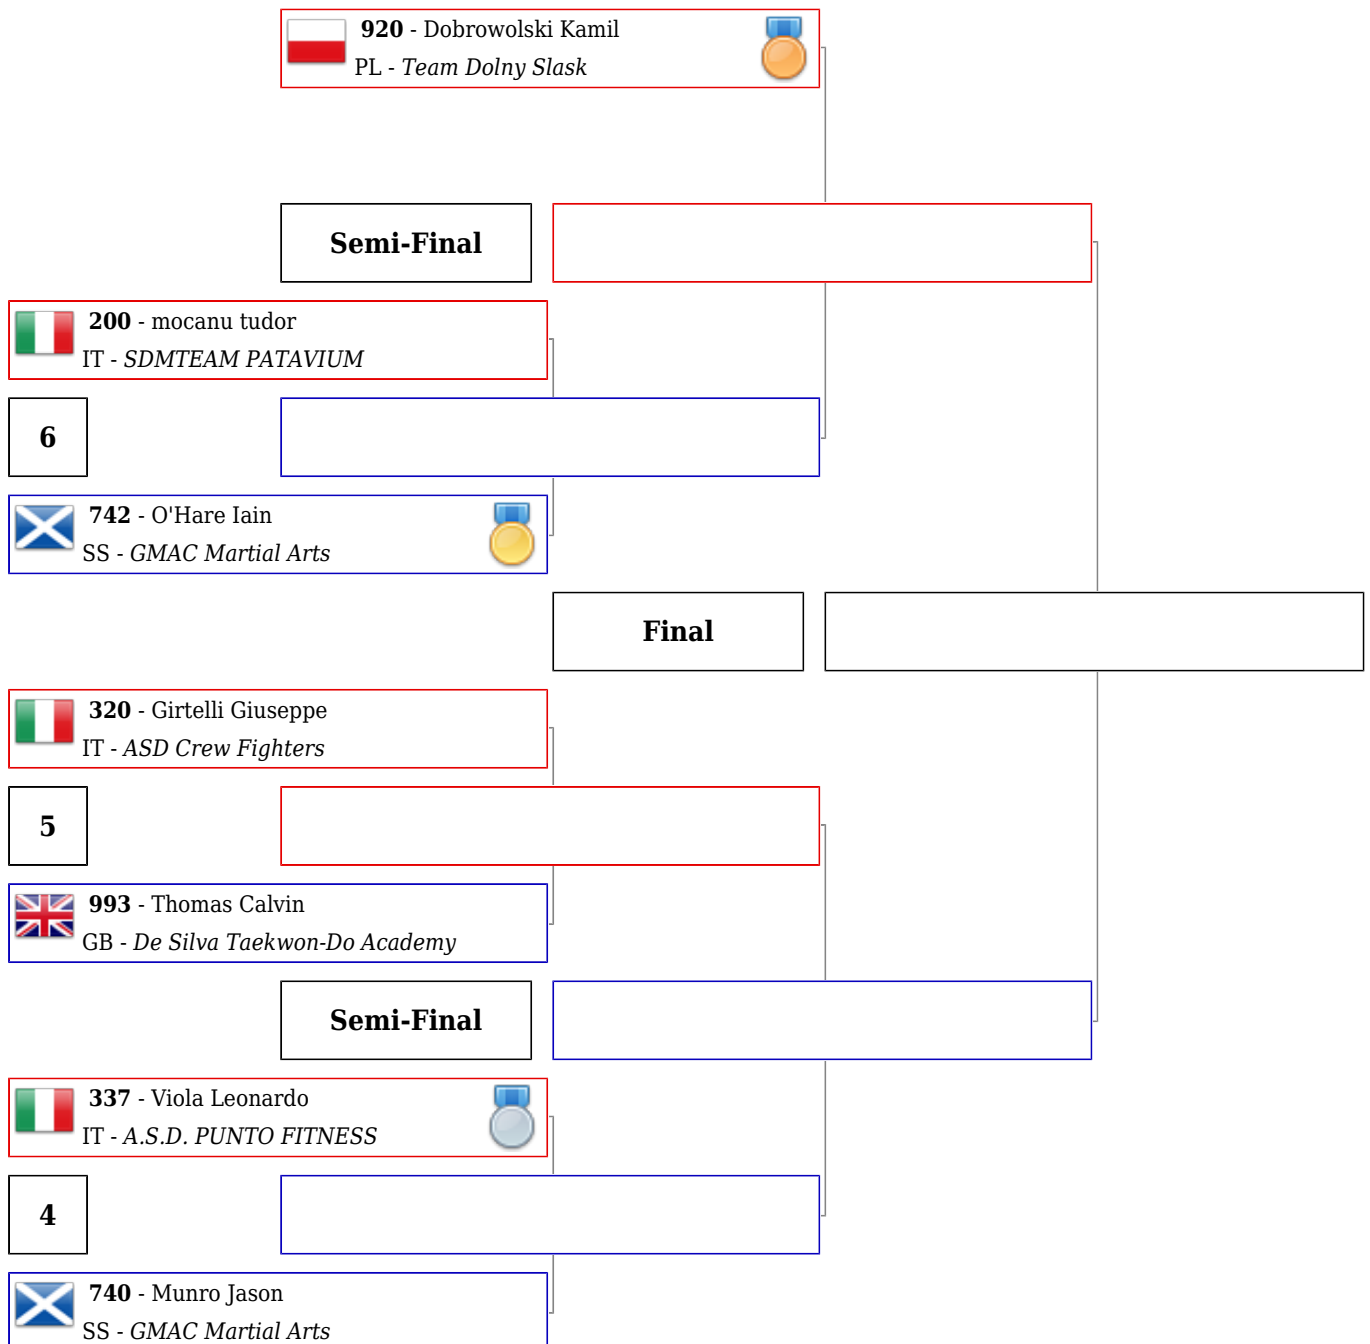 920 - Dobrowolski Kamil
PL - Team Dolny Slask
Semi-Final
200 - mocanu tudor
IT - SDMTEAM PATAVIUM
6
742 - O'Hare Iain
SS - GMAC Martial Arts
Final
320 - Girtelli Giuseppe
IT - ASD Crew Fighters
5
993 - Thomas Calvin
GB - De Silva Taekwon-Do Academy
Semi-Final
337 - Viola Leonardo
IT - A.S.D. PUNTO FITNESS
4
740 - Munro Jason
SS - GMAC Martial Arts